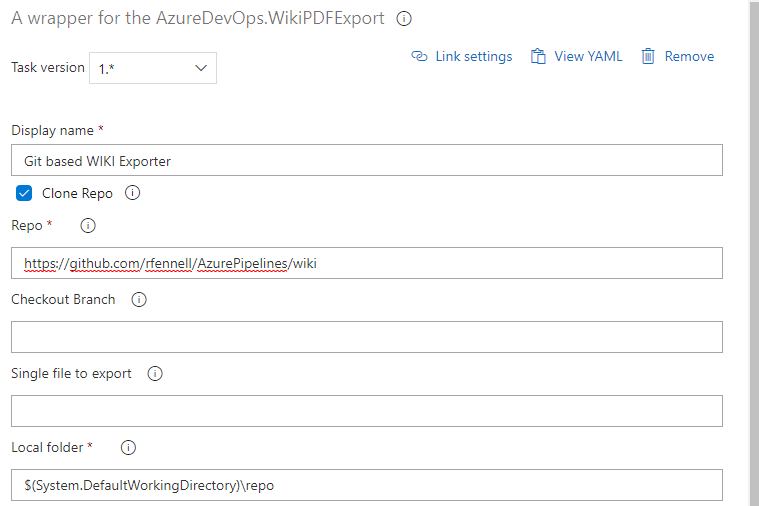 A wrapper for the AzureDevOps.WikiPDFExport
Task version 1.* Link settings View YAML Remove
Display name *
Git based WIKI Exporter
Clone Repo
Repo *
https://github.com/rfennell/AzurePipelines/wiki
Checkout Branch
Single file to export
Local folder *
$(System.DefaultWorkingDirectory)\repo